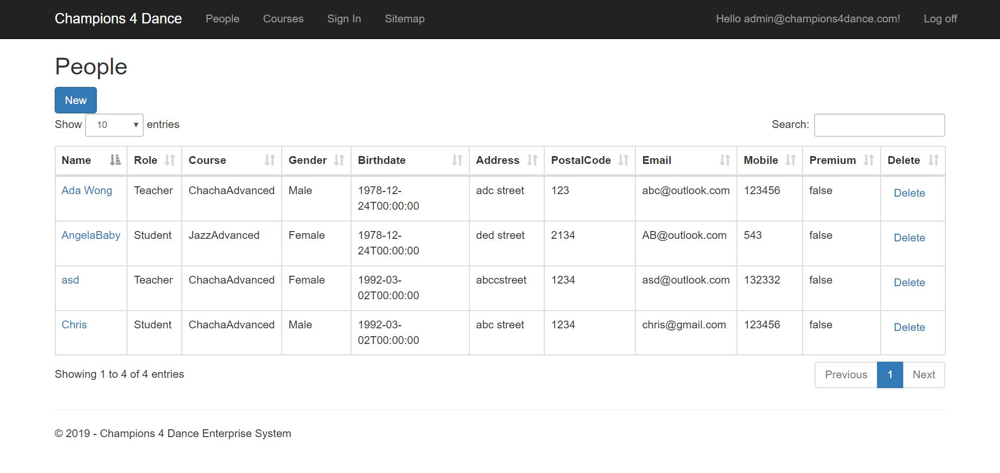 Champions 4 Dance People Courses Sign In Sitemap Hello admin@champions4dance.com! Log off
People
New
Show 10 entries Search:
Name Role Course Gender Birthdate Address PostalCode Email Mobile Premium Delete
Ada Wong Teacher ChachaAdvanced Male 1978-12- adc street 123 abc@outlook.com 123456 false Delete
24T00:00:00
AngelaBaby Student JazzAdvanced Female 1978-12- ded street 2134 AB@outlook.com 543 false Delete
24T00:00:00
asd Teacher ChachaAdvanced Female 1992-03- abccstreet 1234 asd@outlook.com 132332 false Delete
02T00:00:00
Chris Student ChachaAdvanced Male 1992-03- abc street 1234 chris@gmail.com 123456 false Delete
02T00:00:00
Showing 1 to 4 of 4 entries Previous 1 Next
© 2019 - Champions 4 Dance Enterprise System